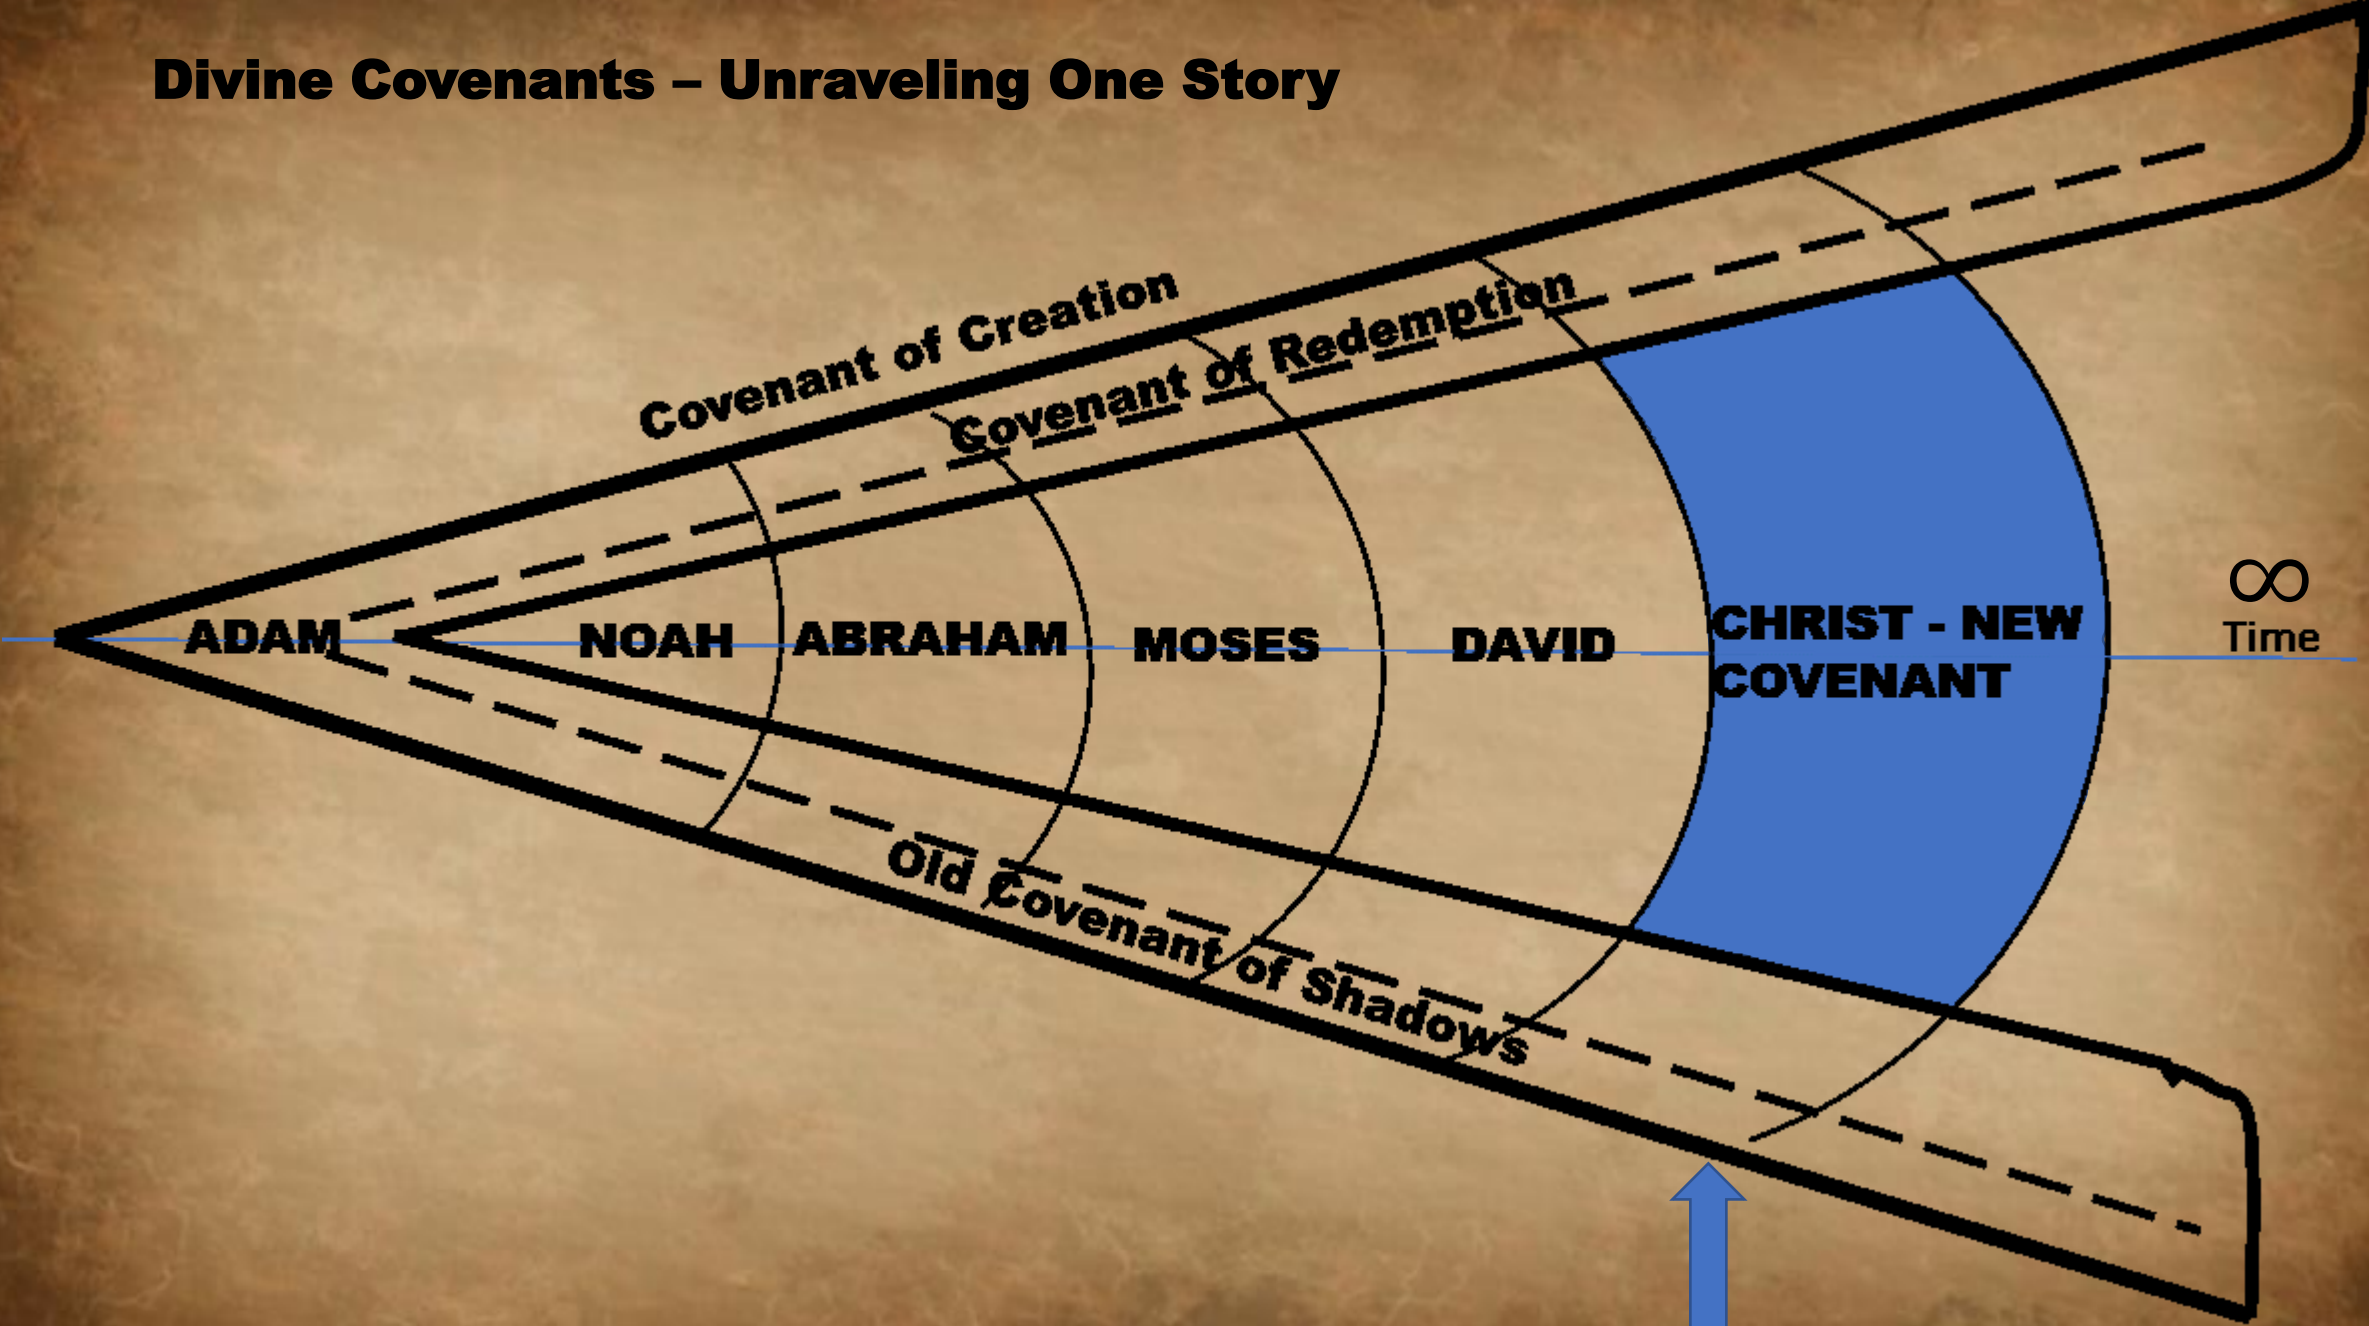 Divine Covenants – Unraveling One Story
Covenant of Creation
Covenant of Redemption
ADAM
NOAH
ABRAHAM
MOSES
DAVID
CHRIST - NEW
COVENANT
∞
Time
Old Covenant of Shadows